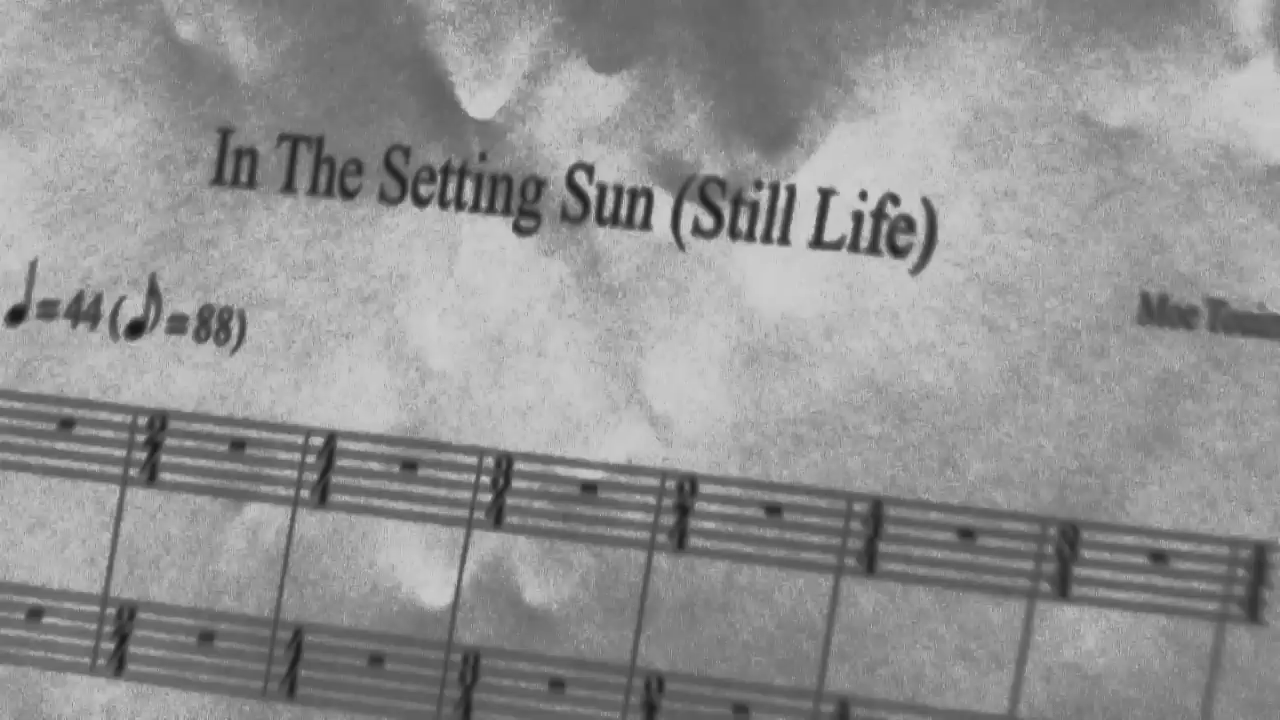 In The Setting Sun (Still Life)
♩=44 (♪=88)